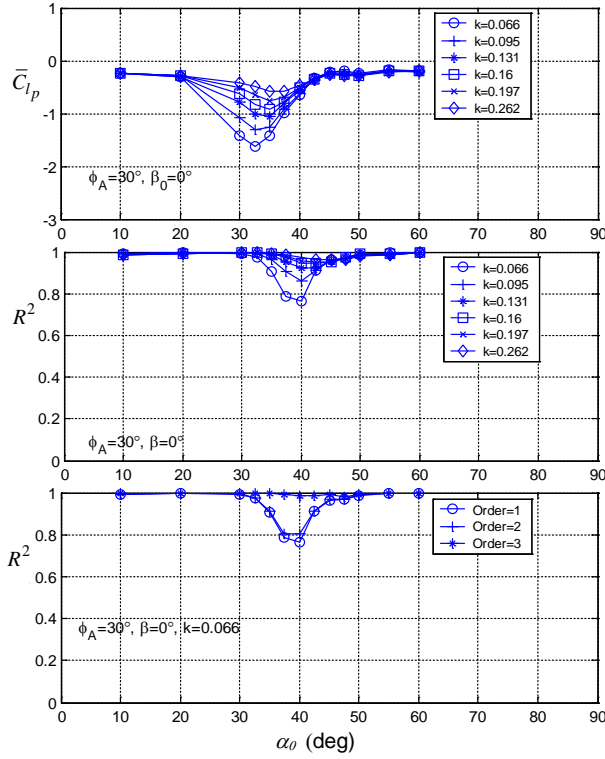 1
0
-1
-2
-3
C̅lp
k=0.066
k=0.095
k=0.131
k=0.16
k=0.197
k=0.262
ϕA=30°, β0=0°
0 10 20 30 40 50 60 70 80 90
1
0.8
0.6
0.4
0.2
0
R²
k=0.066
k=0.095
k=0.131
k=0.16
k=0.197
k=0.262
ϕA=30°, β=0°
0 10 20 30 40 50 60 70 80 90
1
0.8
0.6
0.4
0.2
0
R²
Order=1
Order=2
Order=3
ϕA=30°, β=0°, k=0.066
0 10 20 30 40 50 60 70 80 90
α0 (deg)